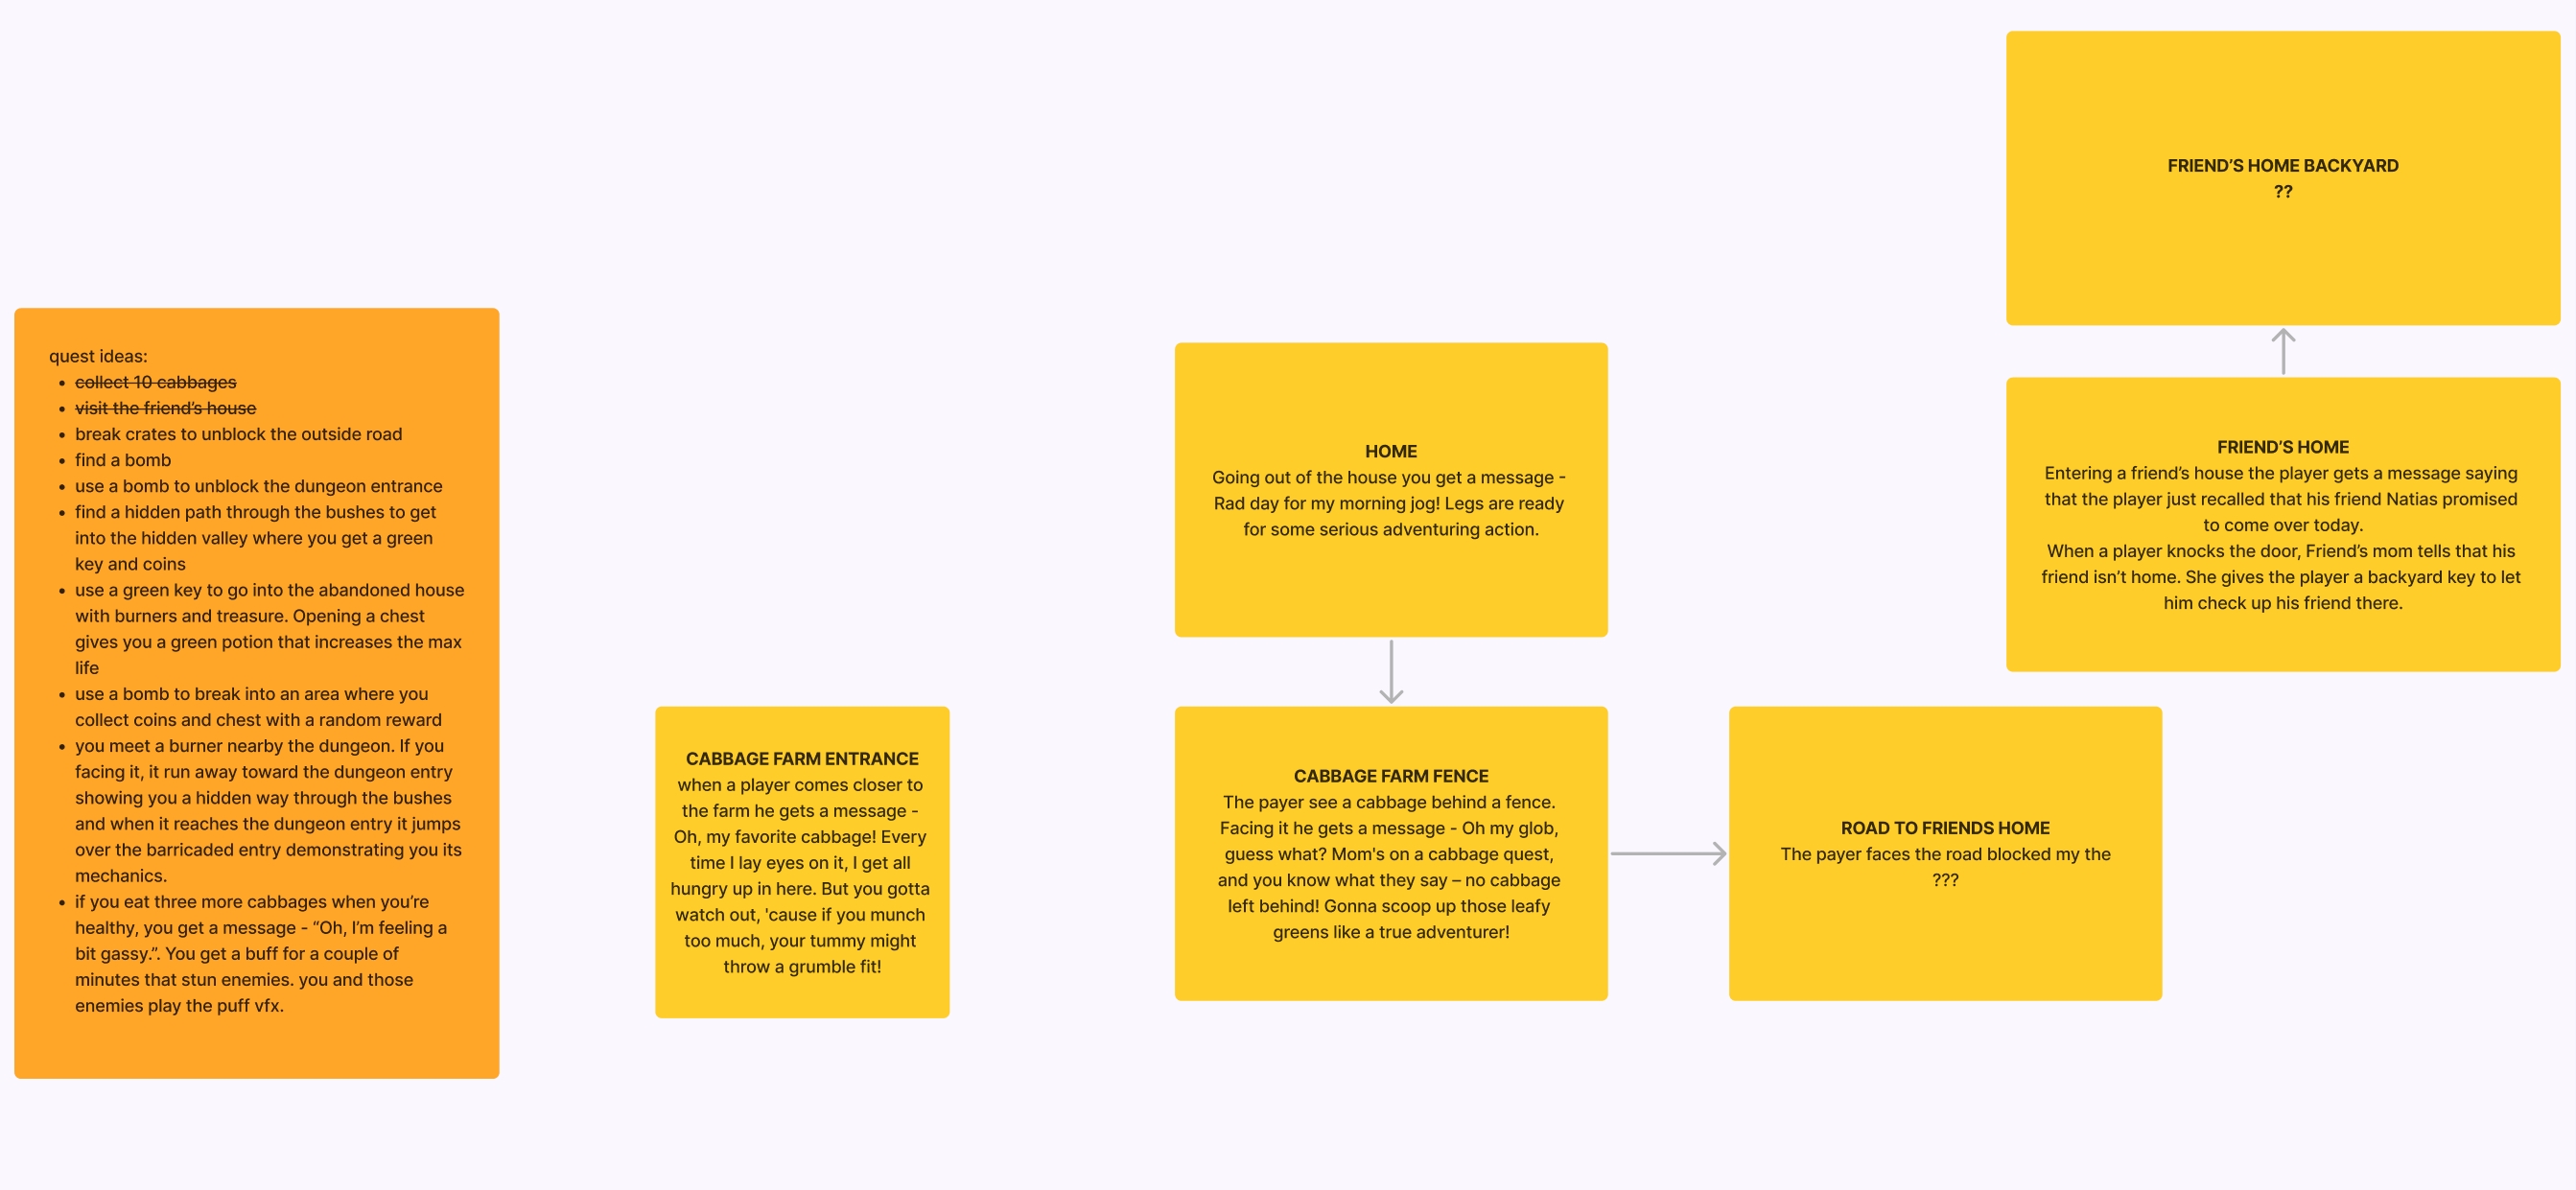 quest ideas:
• collect 10 cabbages
• visit the friend’s house
• break crates to unblock the outside road
• find a bomb
• use a bomb to unblock the dungeon entrance
• find a hidden path through the bushes to get
into the hidden valley where you get a green
key and coins
• use a green key to go into the abandoned house
with burners and treasure. Opening a chest
gives you a green potion that increases the max
life
• use a bomb to break into an area where you
collect coins and chest with a random reward
• you meet a burner nearby the dungeon. If you
facing it, it run away toward the dungeon entry
showing you a hidden way through the bushes
and when it reaches the dungeon entry it jumps
over the barricaded entry demonstrating you its
mechanics.
• if you eat three more cabbages when you’re
healthy, you get a message - “Oh, I’m feeling a
bit gassy.”. You get a buff for a couple of
minutes that stun enemies. you and those
enemies play the puff vfx.
CABBAGE FARM ENTRANCE
when a player comes closer to
the farm he gets a message -
Oh, my favorite cabbage! Every
time I lay eyes on it, I get all
hungry up in here. But you gotta
watch out, 'cause if you munch
too much, your tummy might
throw a grumble fit!
HOME
Going out of the house you get a message -
Rad day for my morning jog! Legs are ready
for some serious adventuring action.
CABBAGE FARM FENCE
The payer see a cabbage behind a fence.
Facing it he gets a message - Oh my glob,
guess what? Mom's on a cabbage quest,
and you know what they say – no cabbage
left behind! Gonna scoop up those leafy
greens like a true adventurer!
ROAD TO FRIENDS HOME
The payer faces the road blocked my the
???
FRIEND’S HOME
Entering a friend’s house the player gets a message saying
that the player just recalled that his friend Natias promised
to come over today.
When a player knocks the door, Friend’s mom tells that his
friend isn’t home. She gives the player a backyard key to let
him check up his friend there.
FRIEND’S HOME BACKYARD
??